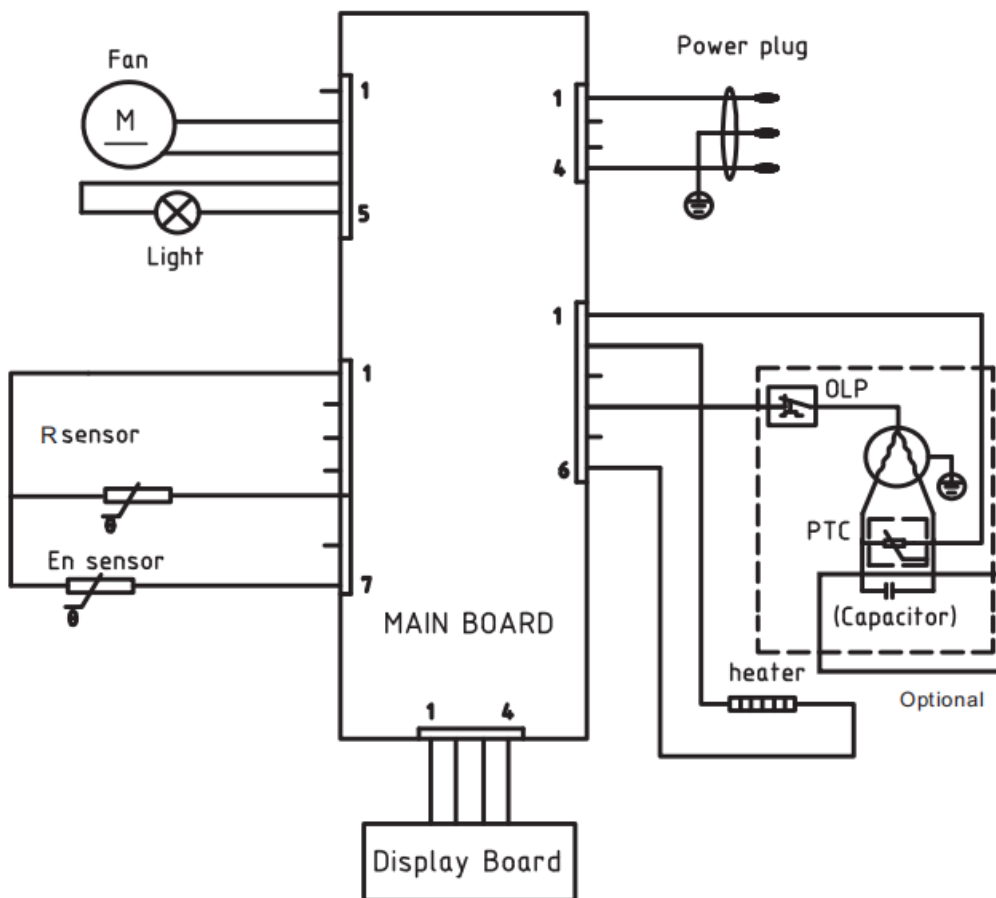 Fan
M
1
5
Light
Power plug
1
4
1
R sensor
En sensor
7
θ
θ
MAIN BOARD
1
6
OLP
PTC
(Capacitor)
heater
Optional
1 4
Display Board